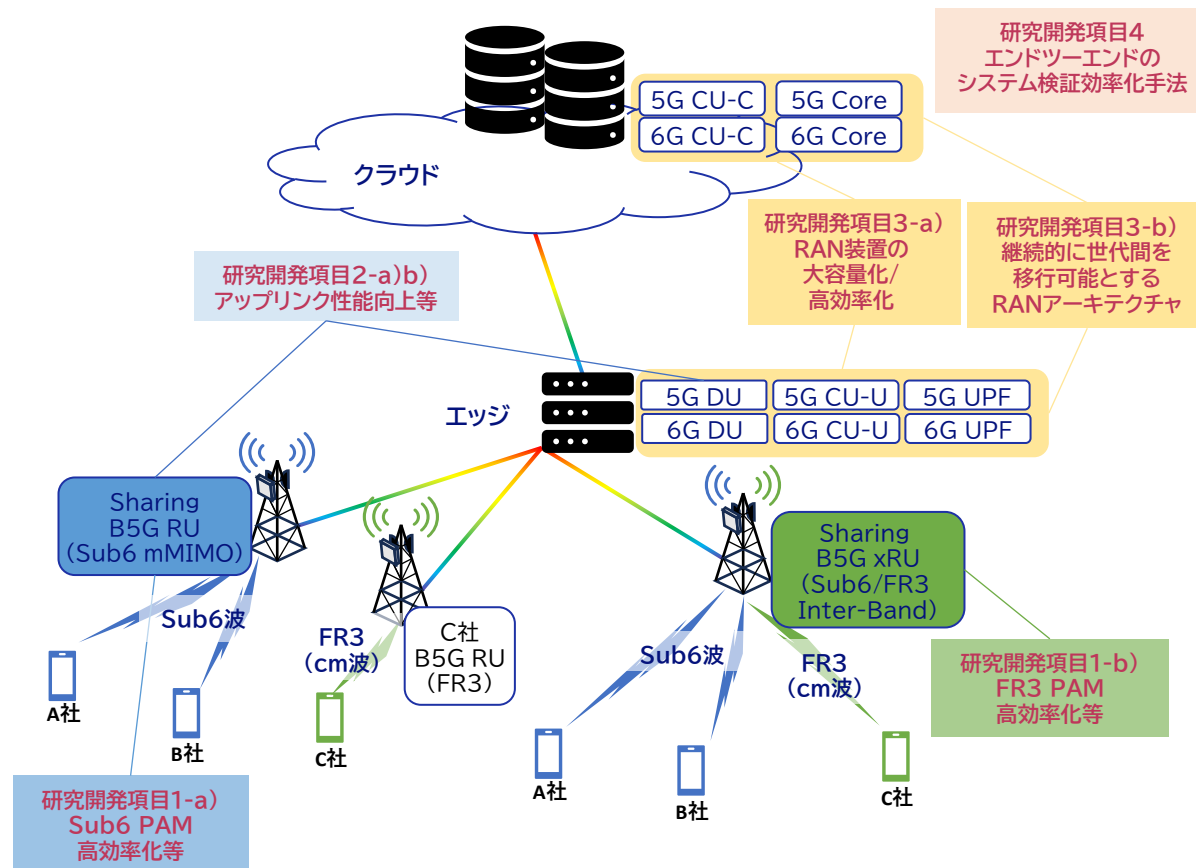 研究開発項目4
エンドツーエンドの
システム検証効率化手法
5G CU-C
5G Core
6G CU-C
6G Core
クラウド
研究開発項目3-a）
RAN装置の
大容量化/
高効率化
研究開発項目3-b）
継続的に世代間を
移行可能とする
RANアーキテクチャ
研究開発項目2-a)b）
アップリンク性能向上等
エッジ
5G DU
5G CU-U
5G UPF
6G DU
6G CU-U
6G UPF
Sharing
B5G RU
（Sub6 mMIMO）
Sub6波
A社
B社
FR3
（cm波）
C社
B5G RU
（FR3）
C社
Sharing
B5G xRU
（Sub6/FR3
Inter-Band）
Sub6波
FR3
（cm波）
A社
B社
C社
研究開発項目1-b）
FR3 PAM
高効率化等
研究開発項目1-a）
Sub6 PAM
高効率化等